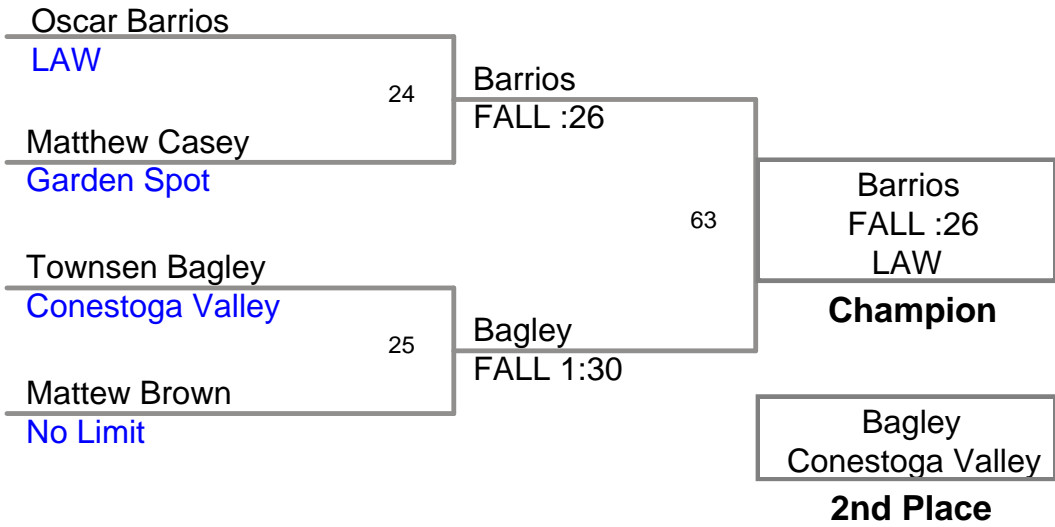 Oscar Barrios
LAW
24
Matthew Casey
Garden Spot
Barrios
FALL :26
Townsen Bagley
Conestoga Valley
25
Mattew Brown
No Limit
Bagley
FALL 1:30
63
Barrios
FALL :26
LAW
Champion
Bagley
Conestoga Valley
2nd Place